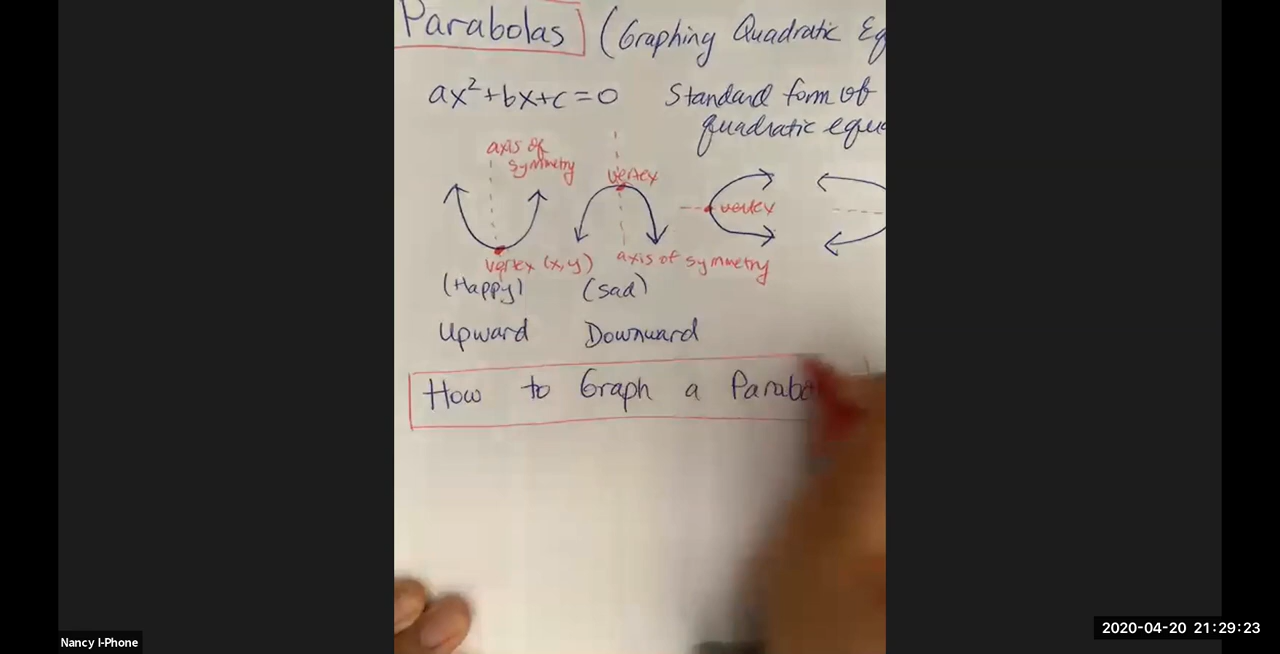 Parabolas (Graphing Quadratic
ax²+bx+c=0 Standard form of
quadratic
axis of
symmetry
vertex
vertex
vertex (x,y)
axis of symmetry
(Happy) (sad)
Upward Downward
How to Graph a
Nancy I-Phone
2020-04-20 21:29:23